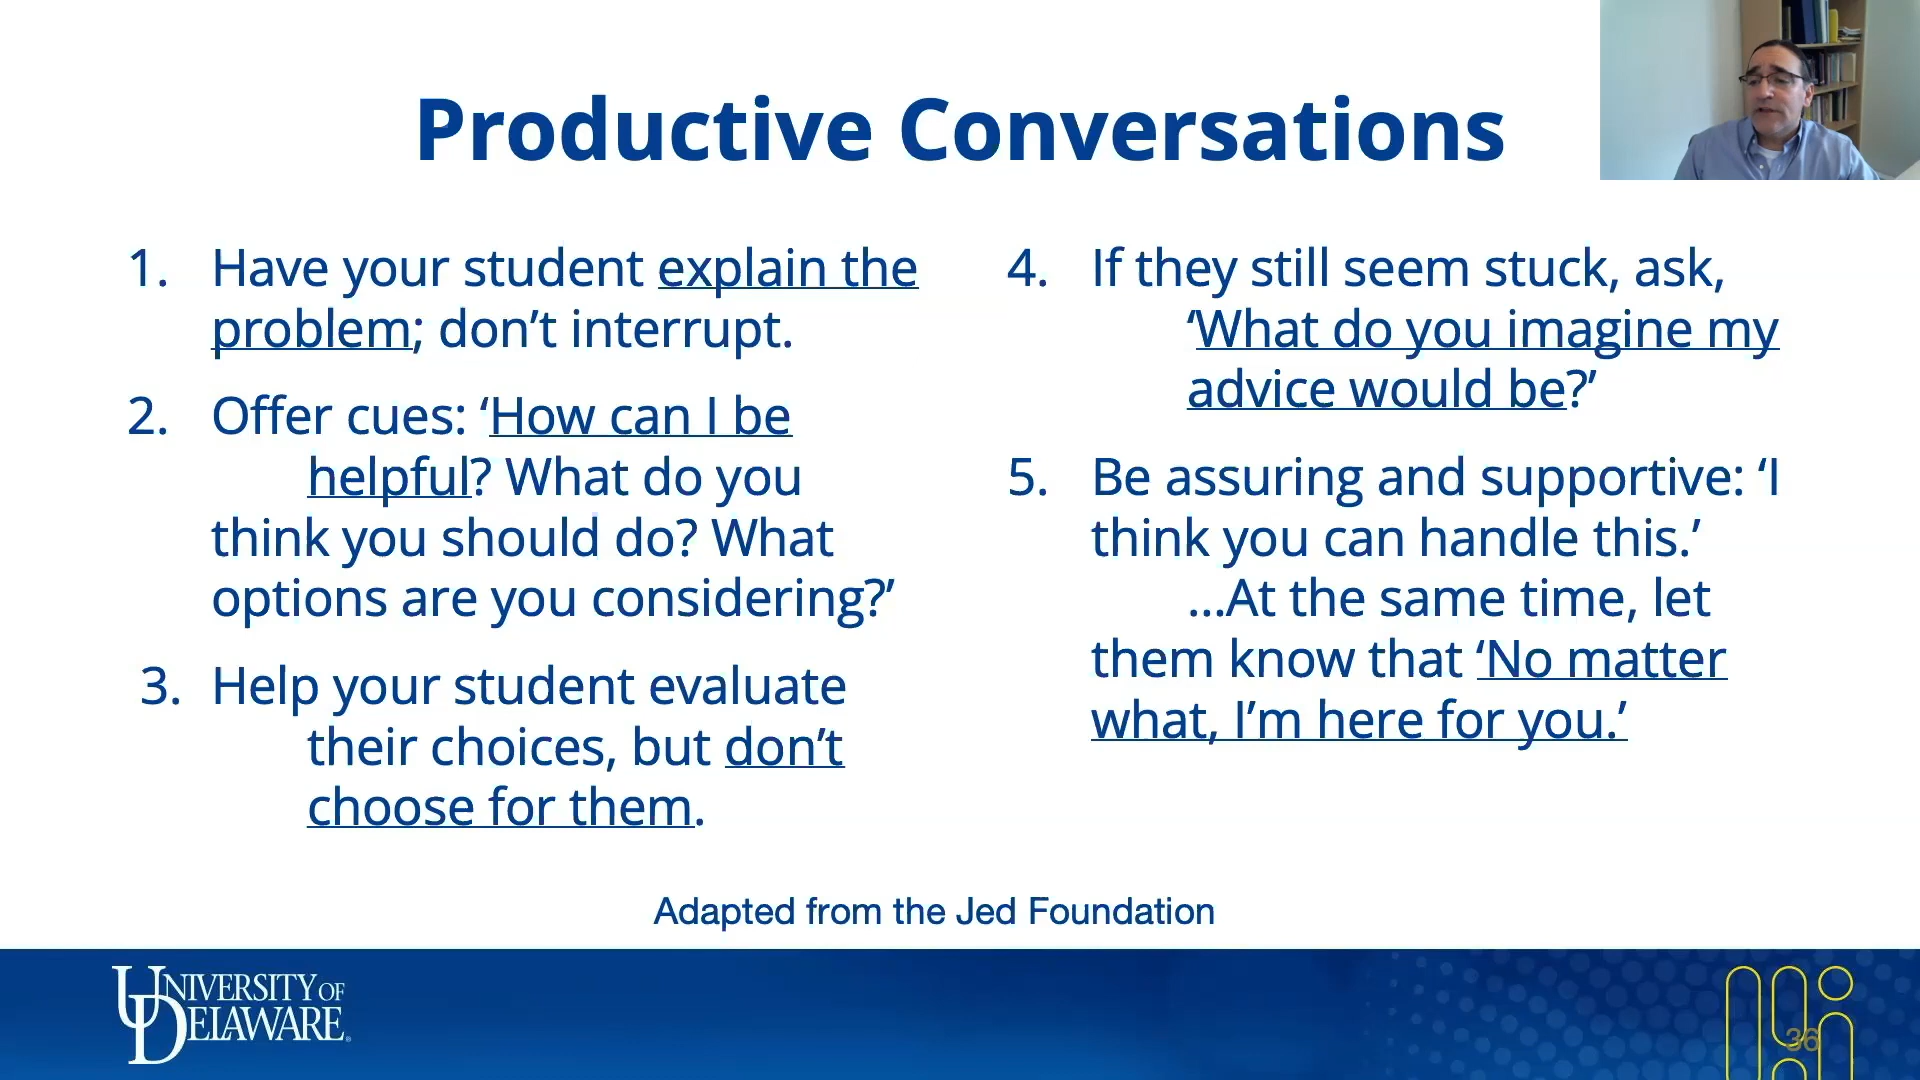 Productive Conversations
1. Have your student explain the
problem; don’t interrupt.
2. Offer cues: ‘How can I be
helpful? What do you
think you should do? What
options are you considering?’
3. Help your student evaluate
their choices, but don’t
choose for them.
4. If they still seem stuck, ask,
‘What do you imagine my
advice would be?’
5. Be assuring and supportive: ‘I
think you can handle this.’
...At the same time, let
them know that ‘No matter
what, I’m here for you.’
Adapted from the Jed Foundation
UNIVERSITY OF
DELAWARE®
36